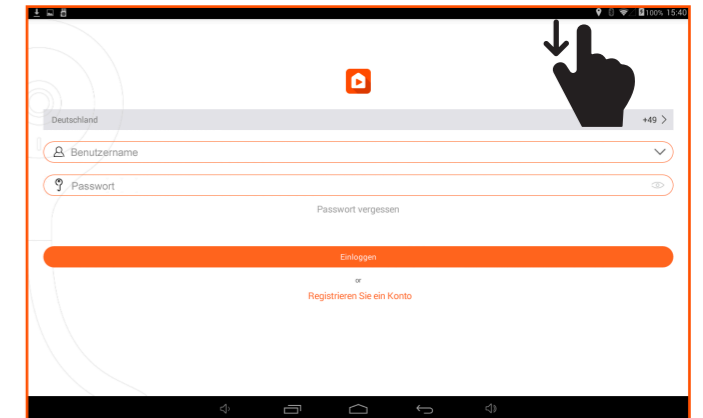 100% 15:40
Deutschland +49
Benutzername
Passwort
Passwort vergessen
Einloggen
or
Registrieren Sie ein Konto